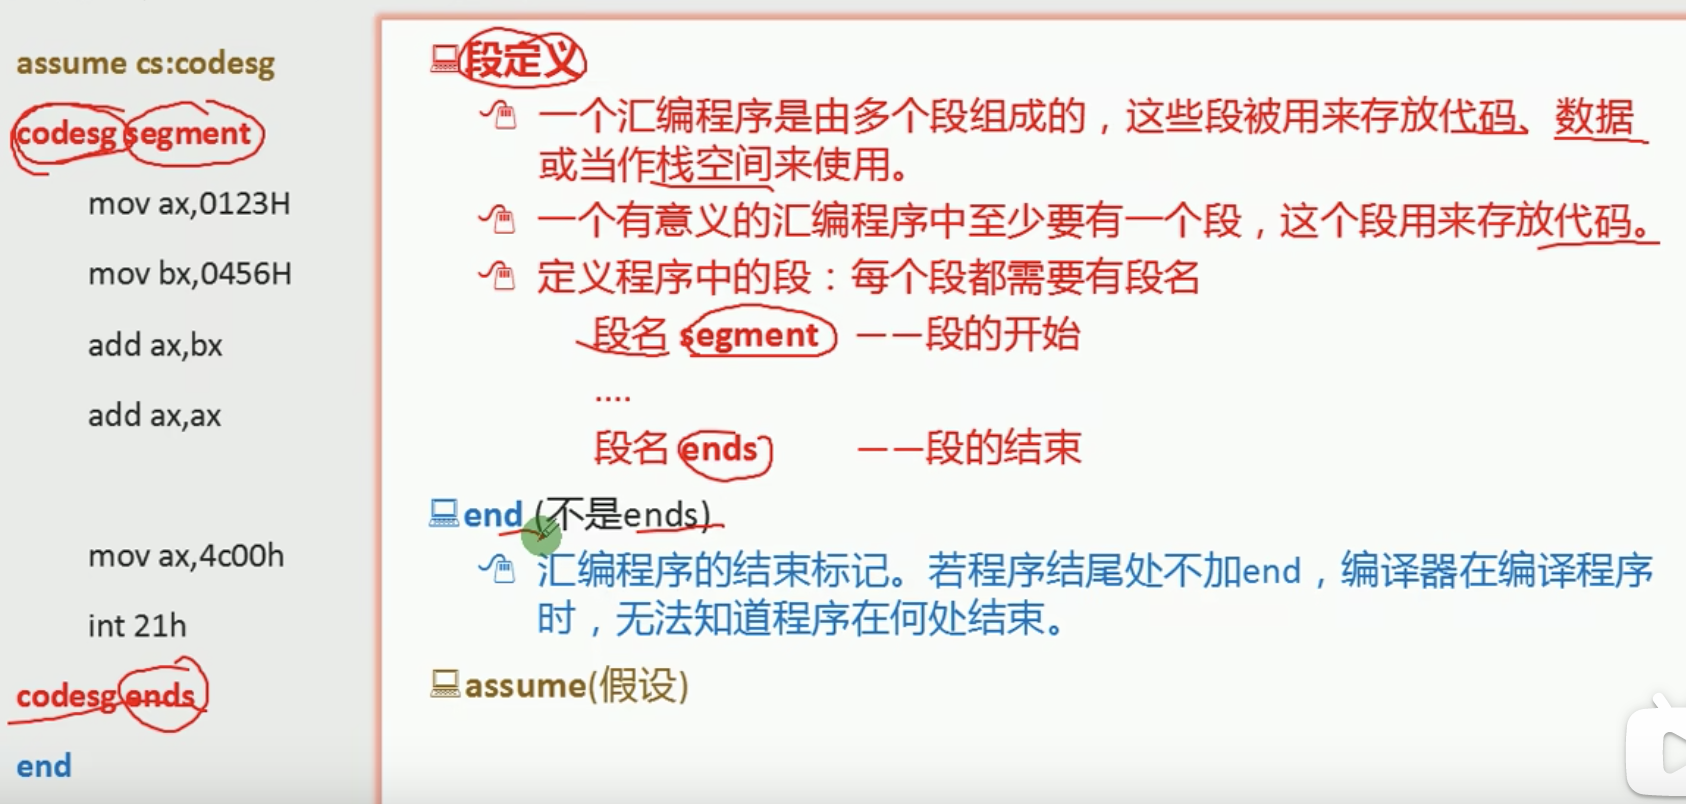 assume cs:codesg
codesg segment
mov ax,0123H
mov bx,0456H
add ax,bx
add ax,ax
mov ax,4c00h
int 21h
codesg ends
end
段定义
一个汇编程序是由多个段组成的，这些段被用来存放代码、数据
或当作栈空间来使用。
一个有意义的汇编程序中至少要有一个段，这个段用来存放代码。
定义程序中的段：每个段都需要有段名
段名 segment ——段的开始
....
段名 ends ——段的结束
end (不是ends)
汇编程序的结束标记。若程序结尾处不加end，编译器在编译程序
时，无法知道程序在何处结束。
assume(假设)